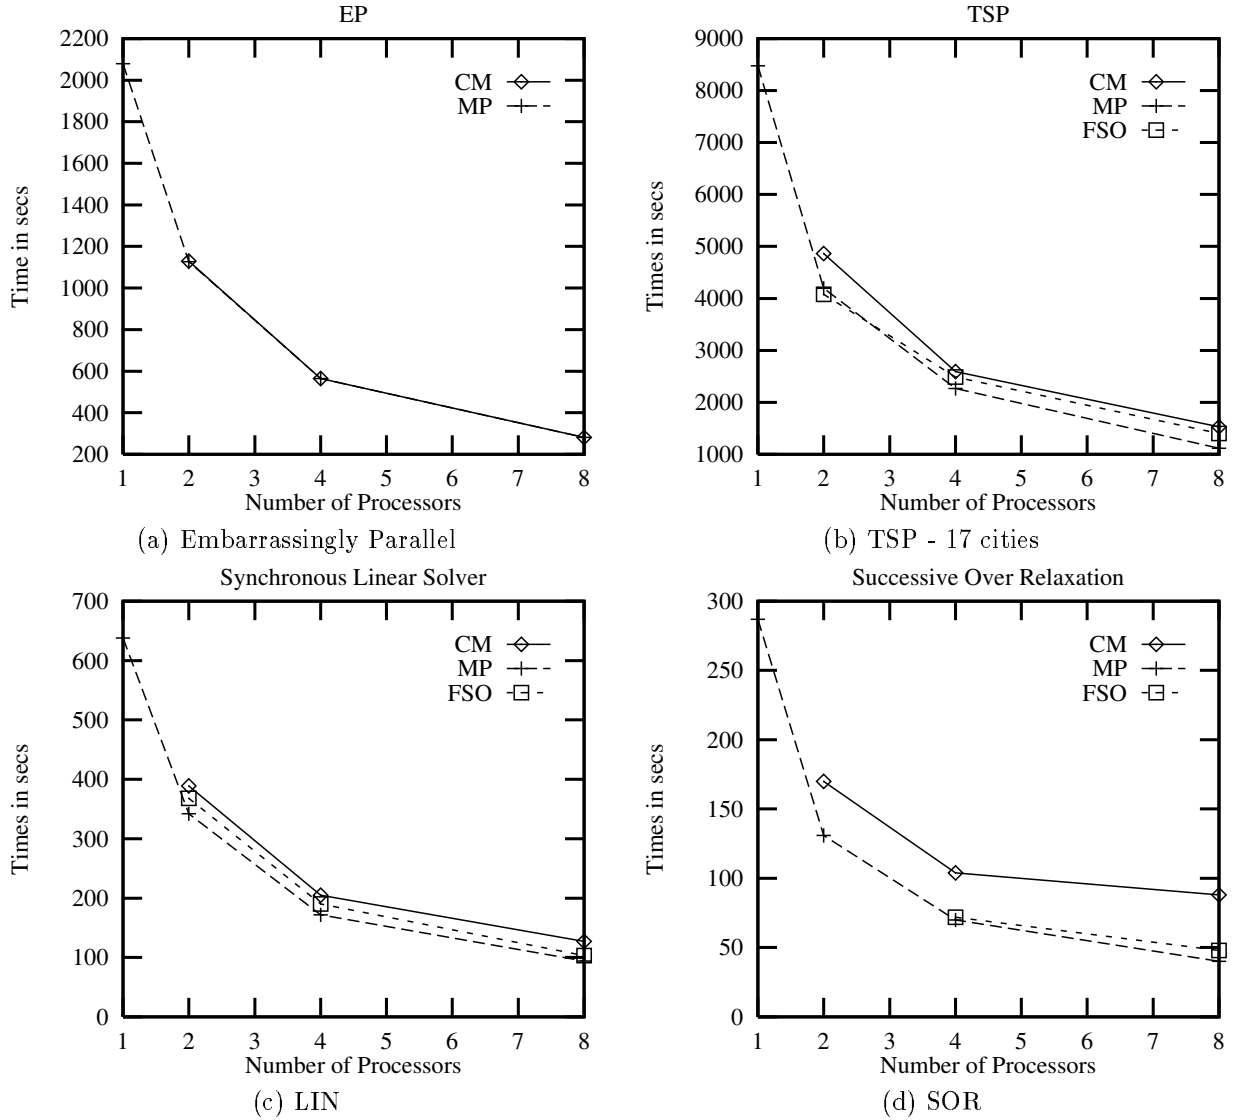 EP
2200
2000
1800
1600
1400
1200
1000
800
600
400
200
Time in secs
CM
MP
1 2 3 4 5 6 7 8
Number of Processors
(a) Embarrassingly Parallel
TSP
9000
8000
7000
6000
5000
4000
3000
2000
1000
Times in secs
CM
MP
FSO
1 2 3 4 5 6 7 8
Number of Processors
(b) TSP - 17 cities
Synchronous Linear Solver
700
600
500
400
300
200
100
0
Times in secs
CM
MP
FSO
1 2 3 4 5 6 7 8
Number of Processors
(c) LIN
Successive Over Relaxation
300
250
200
150
100
50
0
Times in secs
CM
MP
FSO
1 2 3 4 5 6 7 8
Number of Processors
(d) SOR